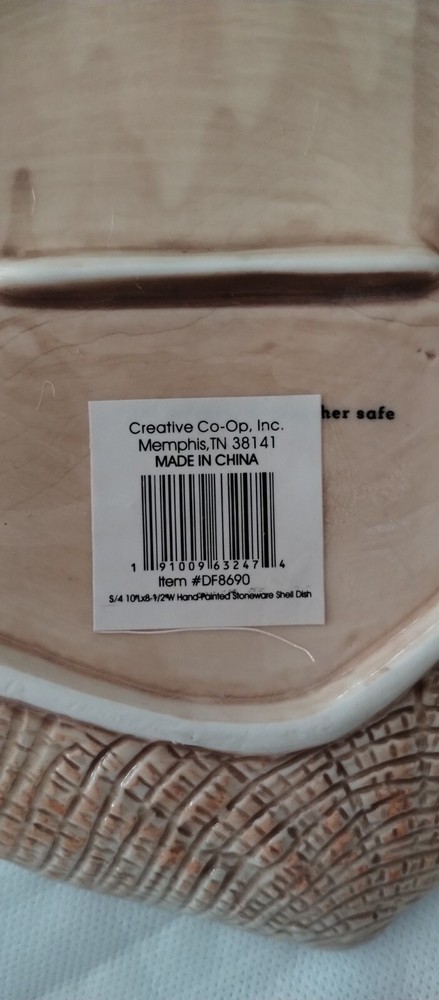 her safe
Creative Co-Op, Inc.
Memphis,TN 38141
MADE IN CHINA
1 91009 63247 4
Item #DF8690
S/4 10"Lx8-1/2"W Hand-Painted Stoneware Shell Dish